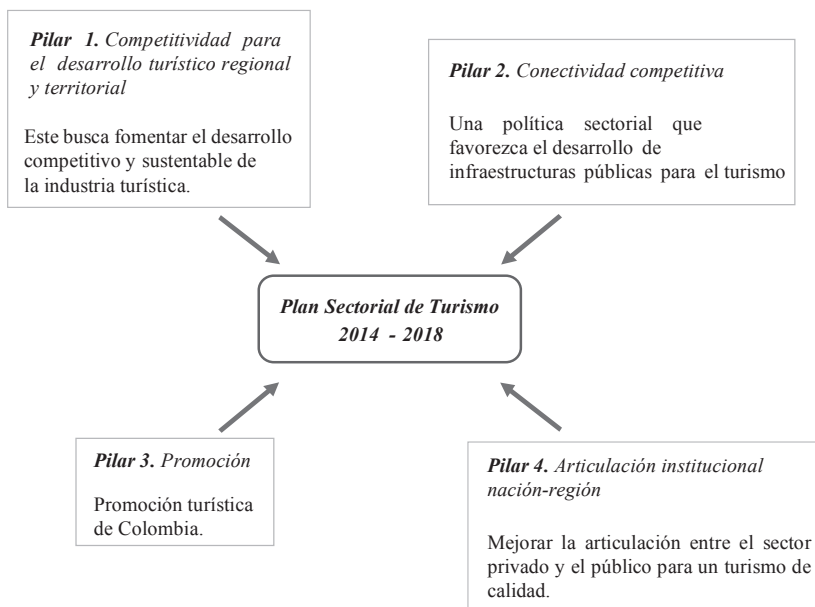 Pilar 1. Competitividad para
el desarrollo turístico regional
y territorial
Este busca fomentar el desarrollo
competitivo y sustentable de
la industria turística.
Pilar 2. Conectividad competitiva
Una política sectorial que
favorezca el desarrollo de
infraestructuras públicas para el turismo
Plan Sectorial de Turismo
2014 - 2018
Pilar 3. Promoción
Promoción turística
de Colombia.
Pilar 4. Articulación institucional
nación-región
Mejorar la articulación entre el sector
privado y el público para un turismo de
calidad.